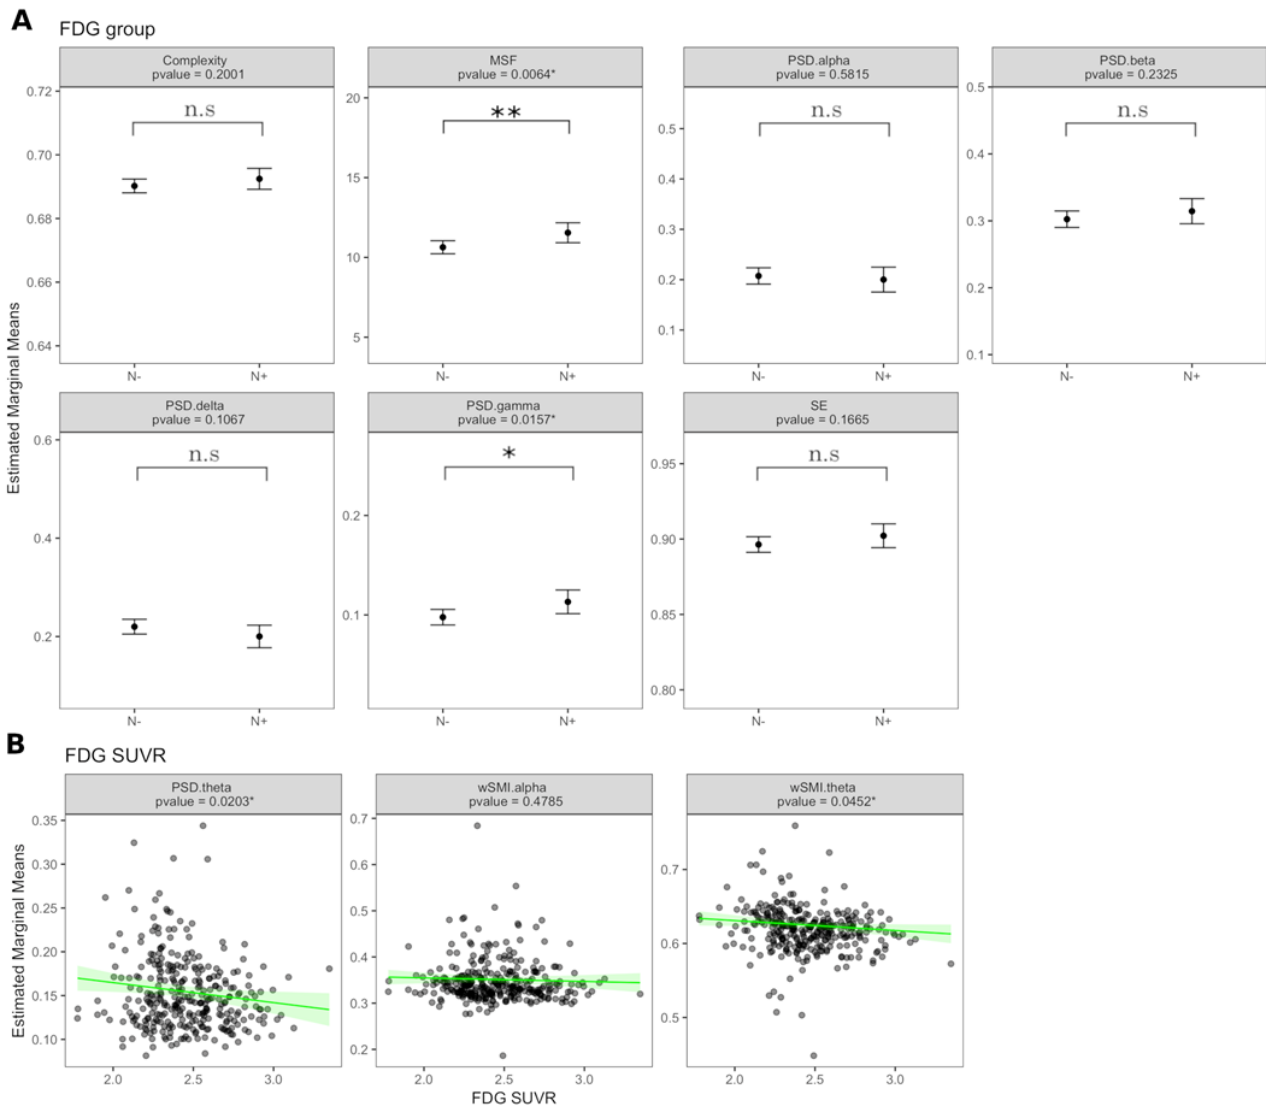 A
FDG group
Complexity
pvalue = 0.2001
MSF
pvalue = 0.0064*
PSD.alpha
pvalue = 0.5815
PSD.beta
pvalue = 0.2325
0.72
0.70
0.68
0.66
0.64
n.s
N-
N+
20
15
10
5
**
N-
N+
0.5
0.4
0.3
0.2
0.1
n.s
N-
N+
0.5
0.4
0.3
0.2
0.1
n.s
N-
N+
Estimated Marginal Means
PSD.delta
pvalue = 0.1067
PSD.gamma
pvalue = 0.0157*
SE
pvalue = 0.1665
0.6
0.4
0.2
n.s
N-
N+
0.2
0.1
*
N-
N+
0.95
0.90
0.85
0.80
n.s
N-
N+
B
FDG SUVR
PSD.theta
pvalue = 0.0203*
wSMI.alpha
pvalue = 0.4785
wSMI.theta
pvalue = 0.0452*
Estimated Marginal Means
0.35
0.30
0.25
0.20
0.15
0.10
2.0
2.5
3.0
0.7
0.6
0.5
0.4
0.3
0.2
2.0
2.5
3.0
0.7
0.6
0.5
2.0
2.5
3.0
FDG SUVR